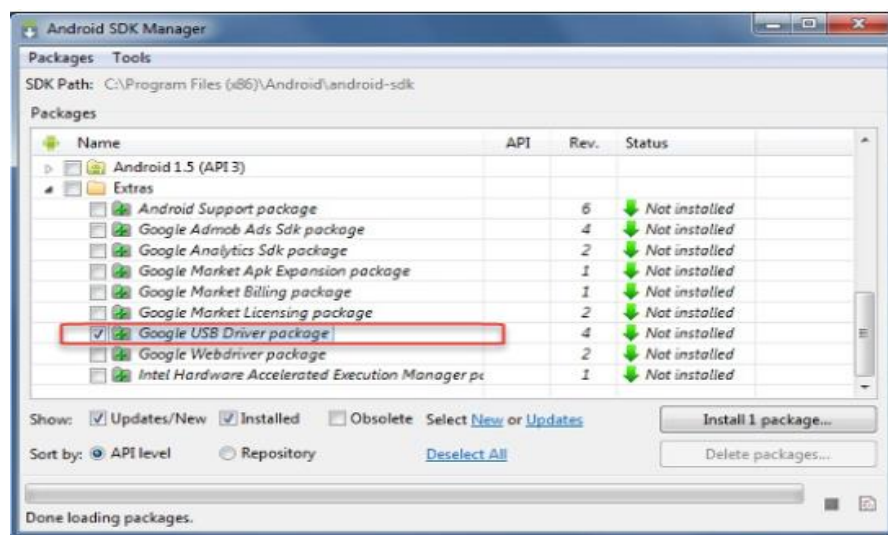 Android SDK Manager
Packages Tools
SDK Path: C:\Program Files (x86)\Android\android-sdk
Packages
Name API Rev. Status
Android 1.5 (API 3)
Extras
Android Support package 6 Not installed
Google Admob Ads Sdk package 4 Not installed
Google Analytics Sdk package 2 Not installed
Google Market Apk Expansion package 1 Not installed
Google Market Billing package 1 Not installed
Google Market Licensing package 2 Not installed
Google USB Driver package 4 Not installed
Google Webdriver package 2 Not installed
Intel Hardware Accelerated Execution Manager 1 Not installed
Show: Updates/New Installed Obsolete Select New or Updates Install 1 package...
Sort by: API level Repository Deselect All Delete packages...
Done loading packages.